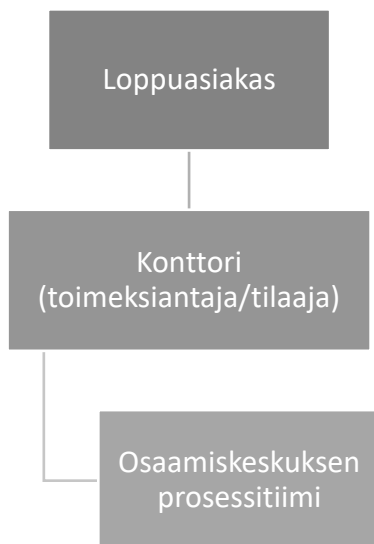 Loppuasiakas
Konttori
(toimeksiantaja/tilaaja)
Osaamiskeskuksen
prosessitiimi